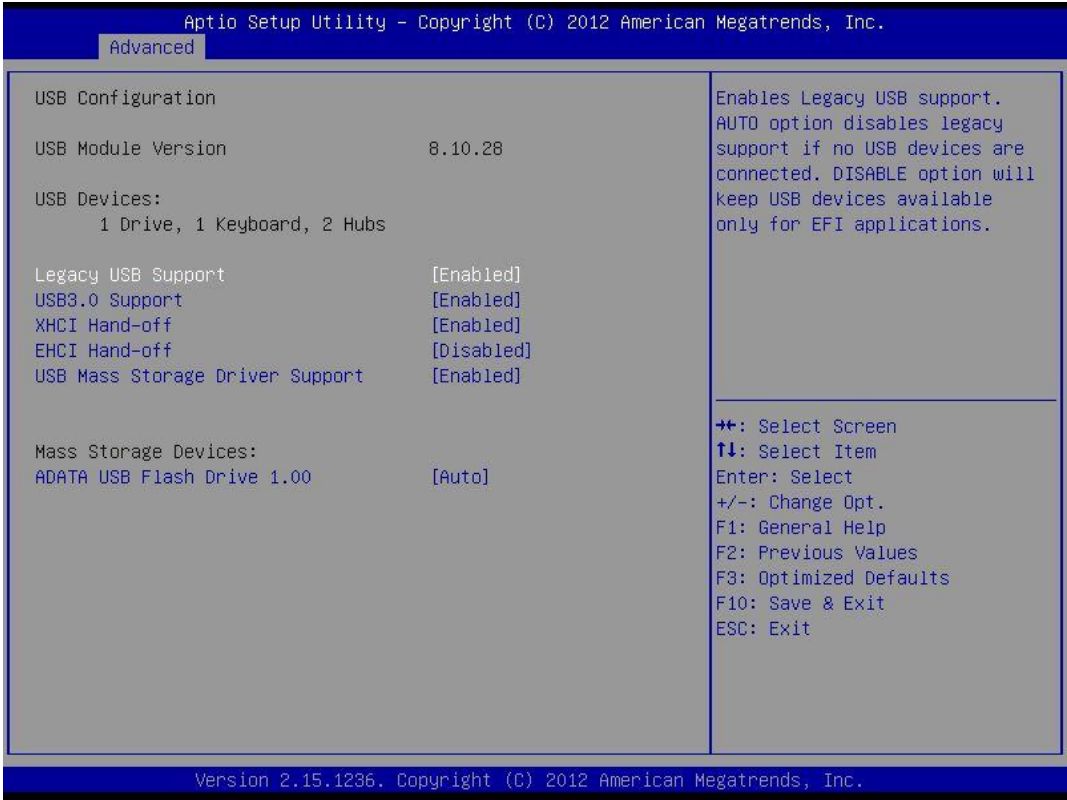 Aptio Setup Utility – Copyright (C) 2012 American Megatrends, Inc.
Advanced
USB Configuration
USB Module Version 8.10.28
USB Devices:
1 Drive, 1 Keyboard, 2 Hubs
Legacy USB Support [Enabled]
USB3.0 Support [Enabled]
XHCI Hand-off [Enabled]
EHCI Hand-off [Disabled]
USB Mass Storage Driver Support [Enabled]
Mass Storage Devices:
ADATA USB Flash Drive 1.00 [Auto]
Enables Legacy USB support.
AUTO option disables legacy
support if no USB devices are
connected. DISABLE option will
keep USB devices available
only for EFI applications.
→←: Select Screen
↑↓: Select Item
Enter: Select
+/-: Change Opt.
F1: General Help
F2: Previous Values
F3: Optimized Defaults
F10: Save & Exit
ESC: Exit
Version 2.15.1236. Copyright (C) 2012 American Megatrends, Inc.